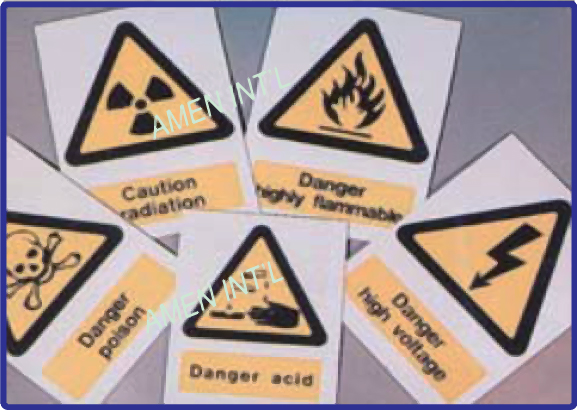 AMEN INT'L
Caution
radiation
Danger
highly flammable
Danger
poison
AMEN INT'L
Danger acid
Danger
high voltage